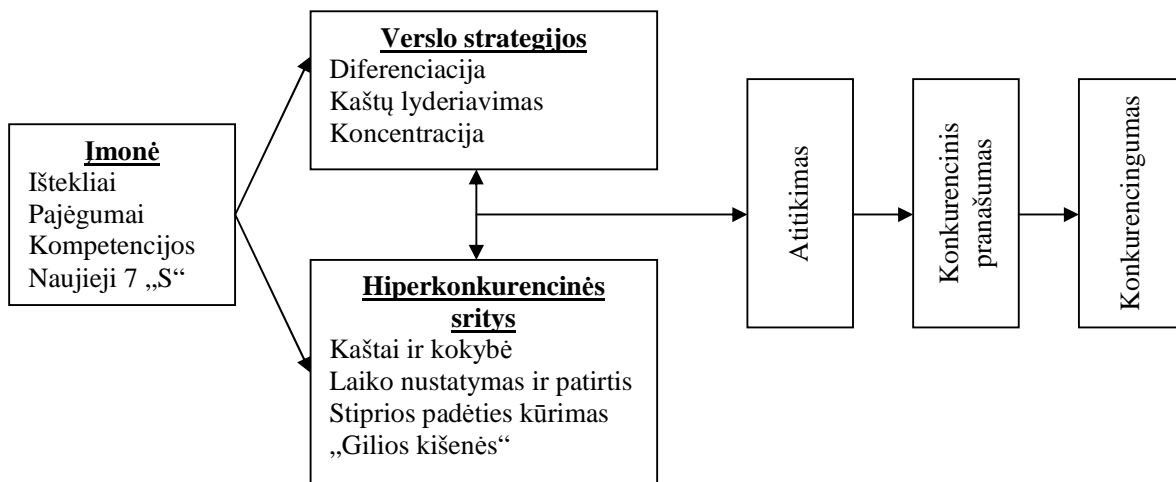 Įmonė
Ištekliai
Pajėgumai
Kompetencijos
Naujieji 7 „S“
Verslo strategijos
Diferenciacija
Kaštų lyderiavimas
Koncentracija
Hiperkonkurencinės
sritys
Kaštai ir kokybė
Laiko nustatymas ir patirtis
Stiprios padėties kūrimas
„Gilios kišenės“
Atitikimas
Konkurencinis
pranašumas
Konkurencingumas